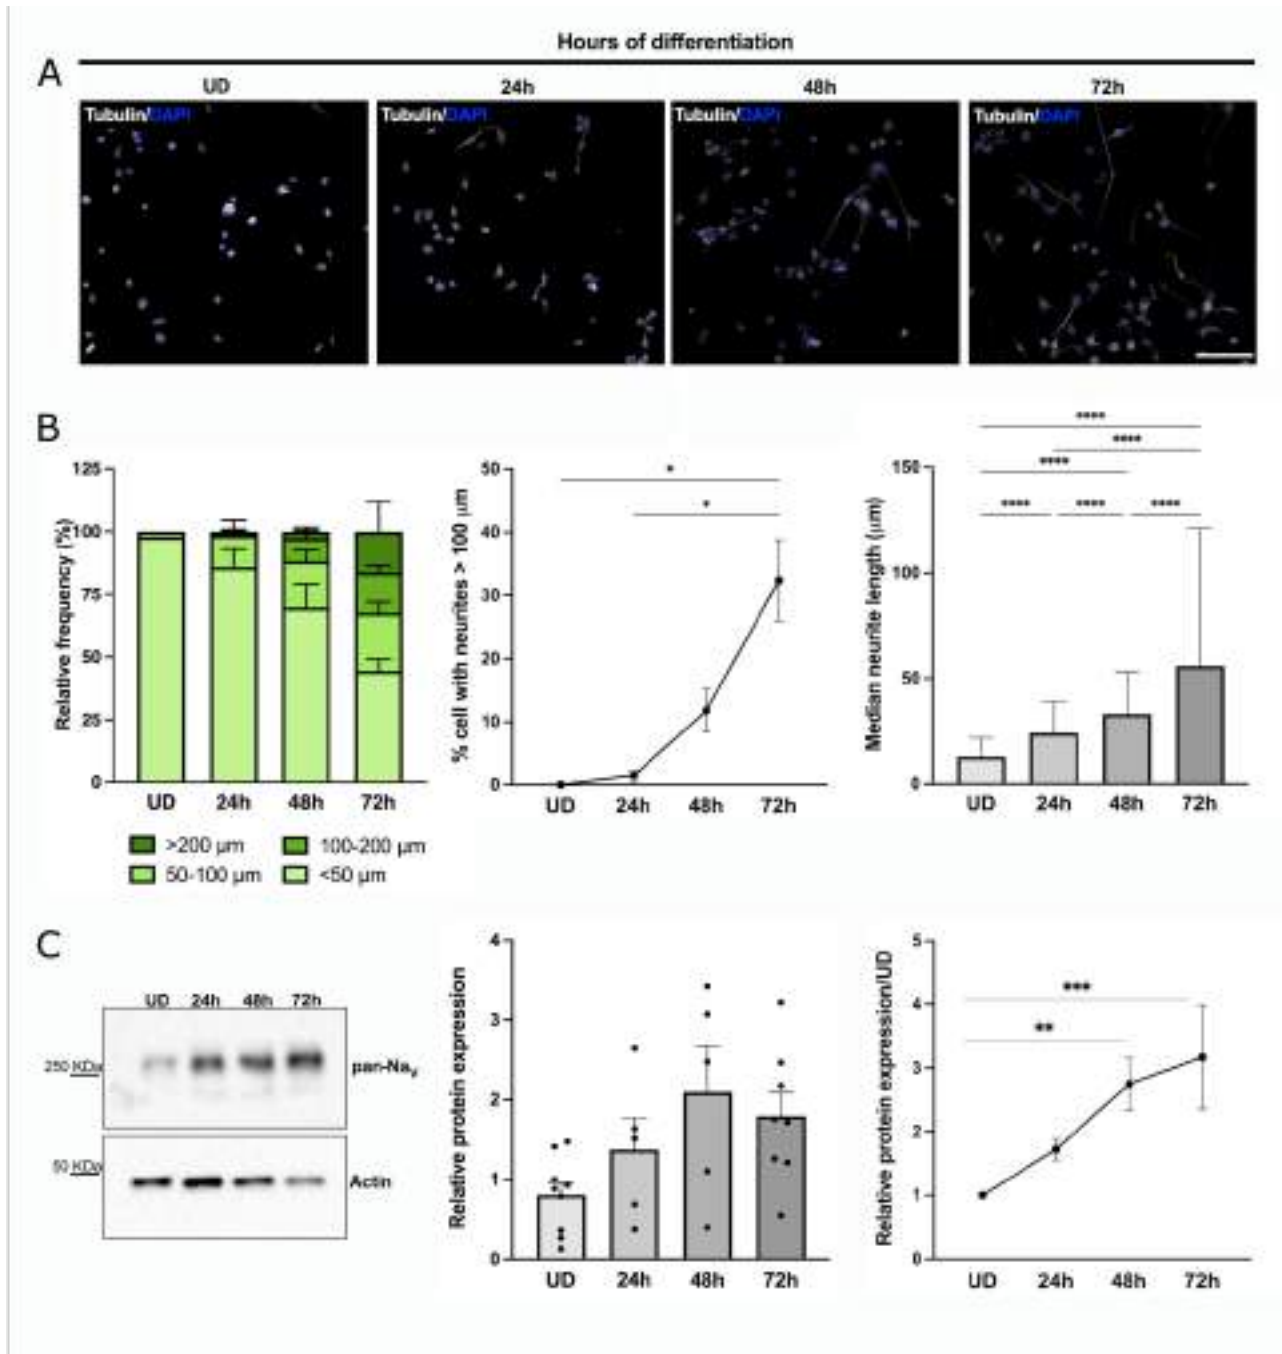 Hours of differentiation
A
UD 24h 48h 72h
Tubulin/DAPI Tubulin/DAPI Tubulin/DAPI Tubulin/DAPI
B
Relative frequency (%)
125
100
75
50
25
0
UD 24h 48h 72h
>200 µm 100-200 µm
50-100 µm <50 µm
% cell with neurites > 100 µm
50
40
30
20
10
0
* 
*
UD 24h 48h 72h
Median neurite length (µm)
150
100
50
0
****
****
****
**** **** ****
UD 24h 48h 72h
C
UD 24h 48h 72h
250 KDa
pan-Nav
50 KDa
Actin
Relative protein expression
4
3
2
1
0
UD 24h 48h 72h
Relative protein expression/UD
5
4
3
2
1
0
***
**
UD 24h 48h 72h